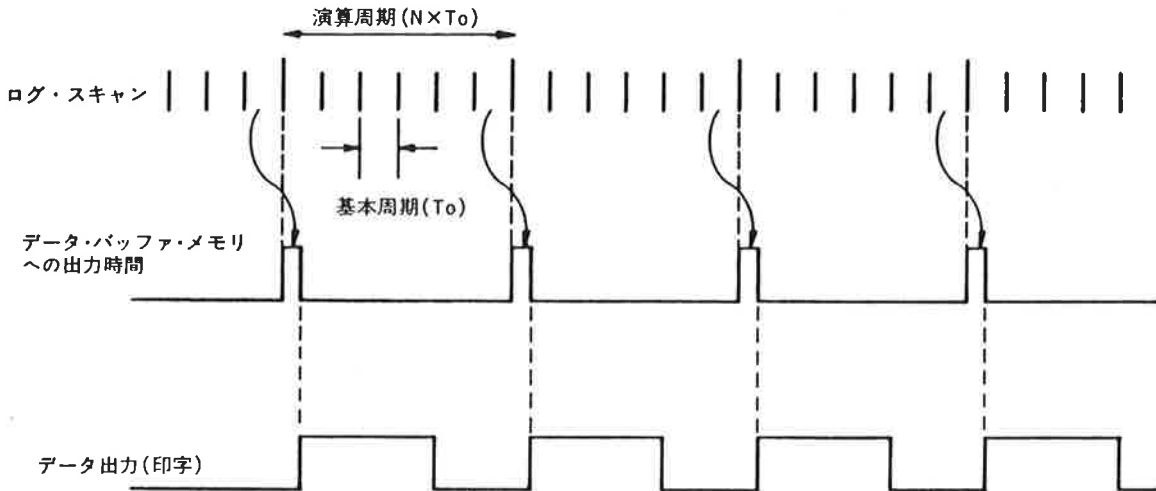 演算周期(N×To)
ログ・スキャン
基本周期(To)
データ・バッファ・メモリ
への出力時間
データ出力(印字)